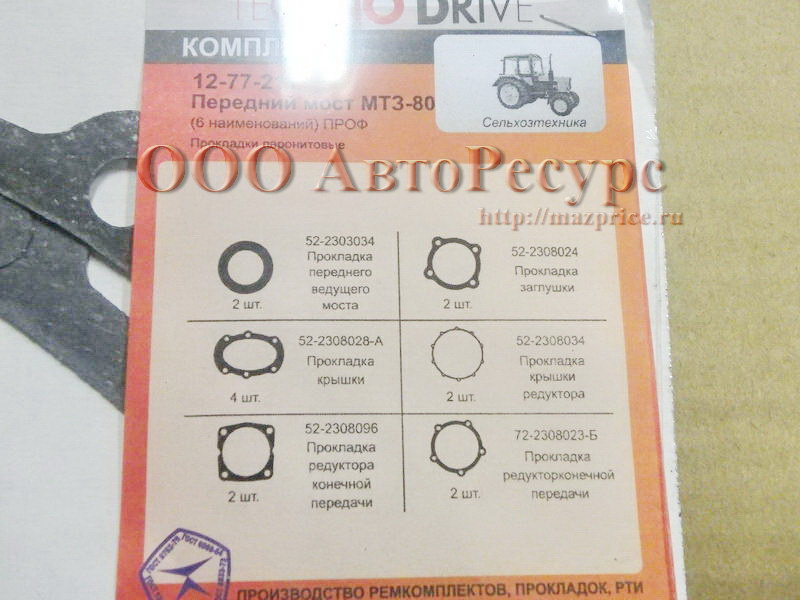 DRIVE
12-77-2
Передний мост МТЗ-80
(6 наименований) ПРОФ
Прокладки паронитовые
Сельхозтехника
ООО АвтоРесурс
http://mazprice.ru
52-2303034
Прокладка
переднего
ведущего
моста
2 шт.
52-2308024
Прокладка
заглушки
2 шт.
52-2308028-А
Прокладка
крышки
4 шт.
52-2308034
Прокладка
крышки
редуктора
2 шт.
52-2308096
Прокладка
редуктора
конечной
передачи
2 шт.
72-2308023-Б
Прокладка
редукторконечной
передачи
2 шт.
ПРОИЗВОДСТВО РЕМКОМПЛЕКТОВ, ПРОКЛАДОК, РТИ